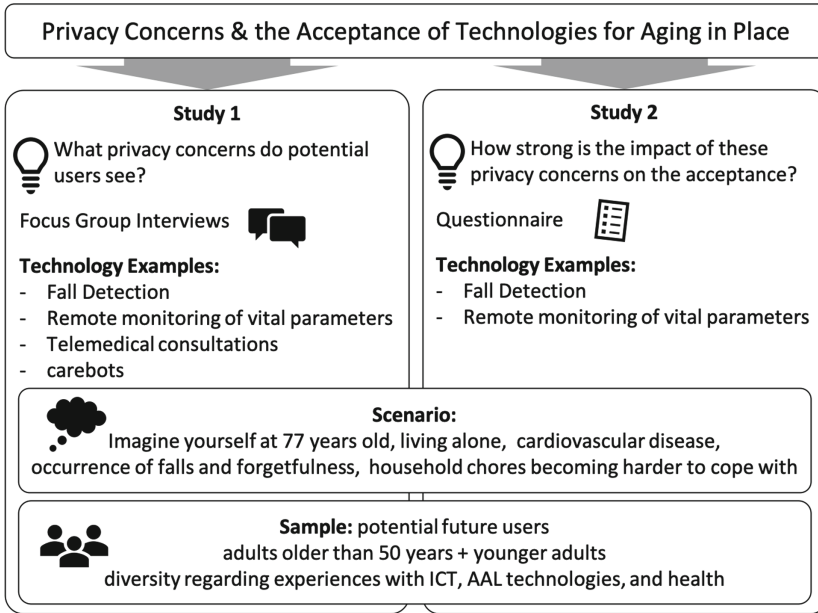 Privacy Concerns & the Acceptance of Technologies for Aging in Place
Study 1
What privacy concerns do potential
users see?
Focus Group Interviews
Technology Examples:
- Fall Detection
- Remote monitoring of vital parameters
- Telemedical consultations
- carebots
Study 2
How strong is the impact of these
privacy concerns on the acceptance?
Questionnaire
Technology Examples:
- Fall Detection
- Remote monitoring of vital parameters
Scenario:
Imagine yourself at 77 years old, living alone, cardiovascular disease,
occurrence of falls and forgetfulness, household chores becoming harder to cope with
Sample: potential future users
adults older than 50 years + younger adults
diversity regarding experiences with ICT, AAL technologies, and health